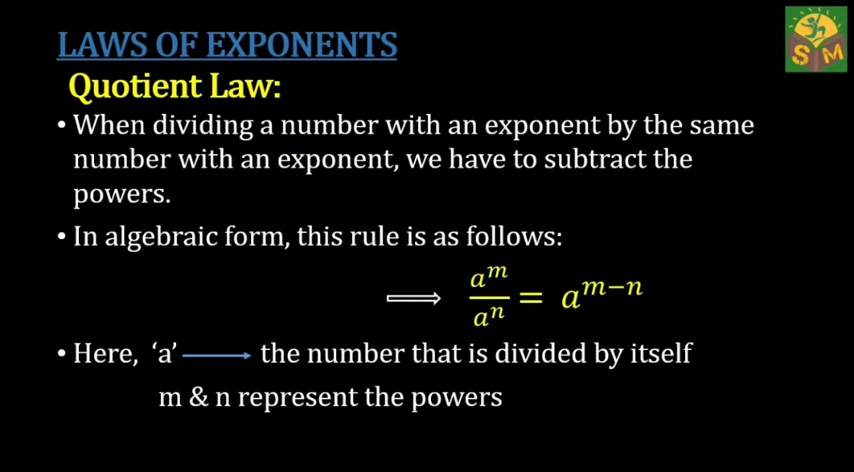 LAWS OF EXPONENTS
Quotient Law:
• When dividing a number with an exponent by the same
number with an exponent, we have to subtract the
powers.
• In algebraic form, this rule is as follows:
⟹ a^m/a^n = a^(m−n)
• Here, ‘a’ ⟶ the number that is divided by itself
m & n represent the powers
S M